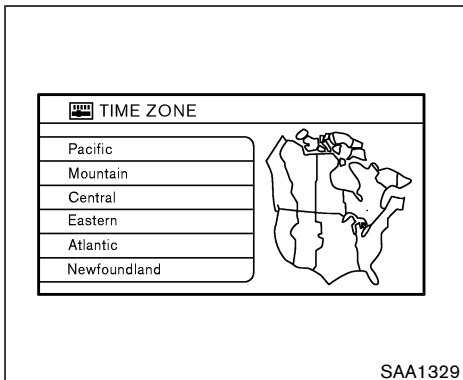 TIME ZONE
Pacific
Mountain
Central
Eastern
Atlantic
Newfoundland
SAA1329